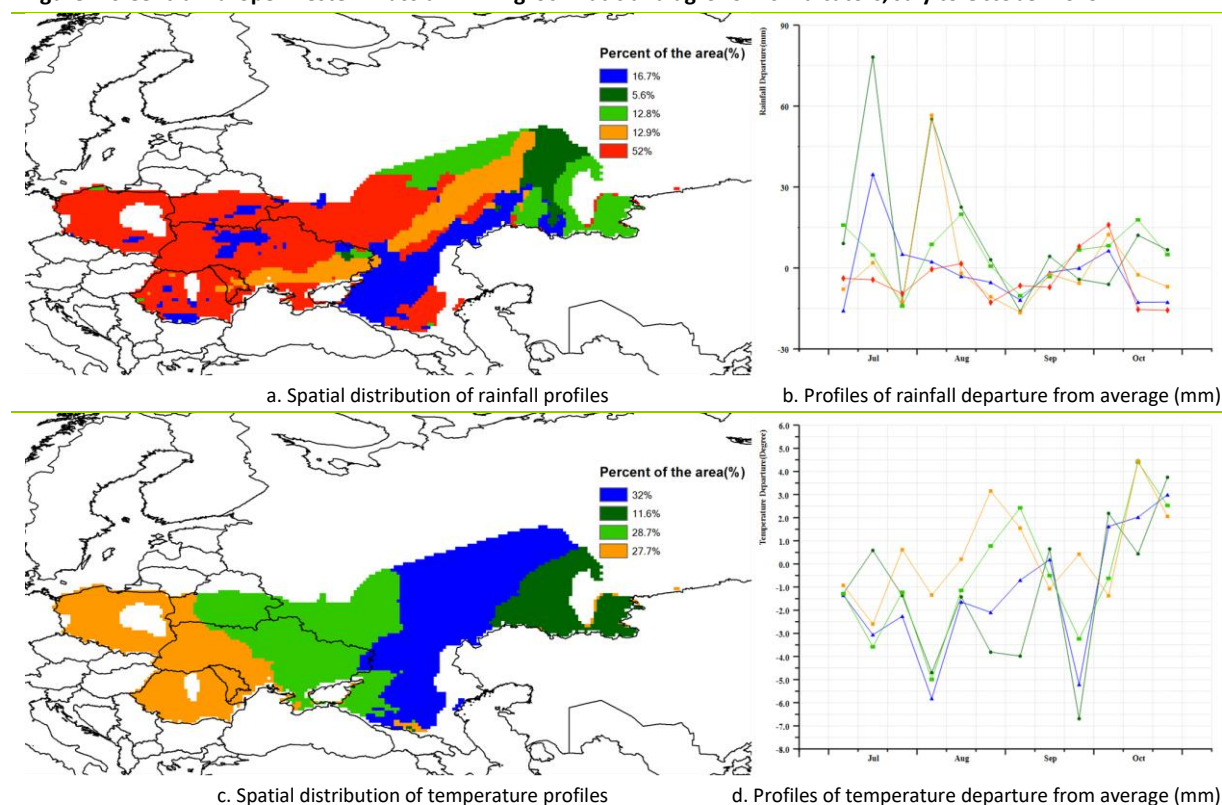 Percent of the area(%)
16.7%
5.6%
12.8%
12.9%
52%
90
60
30
0
-30
Rainfall Departure(mm)
Jul
Aug
Sep
Oct
a. Spatial distribution of rainfall profiles
b. Profiles of rainfall departure from average (mm)
Percent of the area(%)
32%
11.6%
28.7%
27.7%
6.0
5.0
4.0
3.0
2.0
1.0
0.0
-1.0
-2.0
-3.0
-4.0
-5.0
-6.0
-7.0
-8.0
Temperature Departure(Degree)
Jul
Aug
Sep
Oct
c. Spatial distribution of temperature profiles
d. Profiles of temperature departure from average (mm)